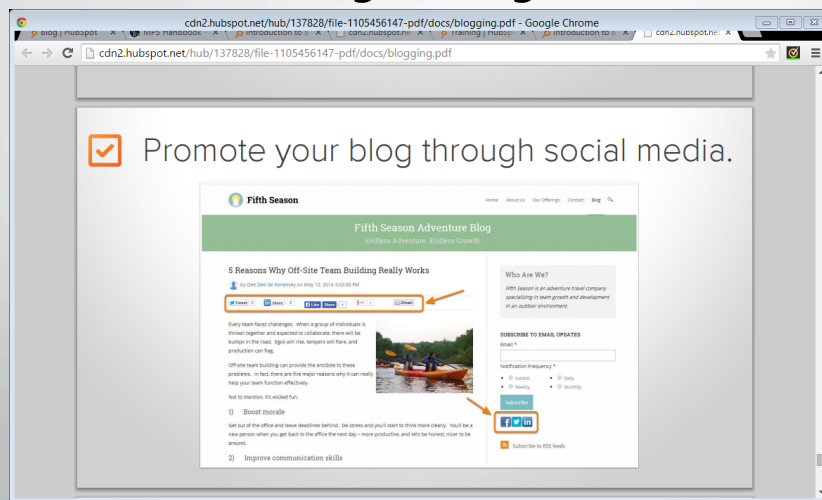 cdn2.hubspot.net/hub/137828/file-1105456147-pdf/docs/blogging.pdf - Google Chrome
Blog | HubSpot
MPS Handbook -
Introduction to
cdn2.hubspot.ne
Training | HubSp
Introduction to
cdn2.hubspot.ne
cdn2.hubspot.net/hub/137828/file-1105456147-pdf/docs/blogging.pdf
Promote your blog through social media.
Fifth Season
Home About Us Our Offerings Contact Blog
Fifth Season Adventure Blog
Endless Adventure. Endless Growth
5 Reasons Why Off-Site Team Building Really Works
by Dee Dee de Kenessey on May 12, 2014 3:02:00 PM
Tweet Share Like Share Email
Every team faces challenges. When a group of individuals is
thrown together and expected to collaborate, there will be
bumps in the road. Egos will rise, tempers will flare, and
production can flag.
Off-site team building can provide the antidote to these
problems. In fact, there are five major reasons why it can really
help your team function effectively.
Not to mention, it's wicked fun.
1) Boost morale
Get out of the office and leave deadlines behind. De-stress and you'll start to think more clearly. You'll be a
new person when you get back to the office the next day – more productive, and let's be honest, nicer to be
around.
2) Improve communication skills
Who Are We?
Fifth Season is an adventure travel company
specializing in team growth and development
in an outdoor environment.
SUBSCRIBE TO EMAIL UPDATES
Email *
Notification Frequency *
Instant Daily
Weekly Monthly
Subscribe
Subscribe to RSS feeds